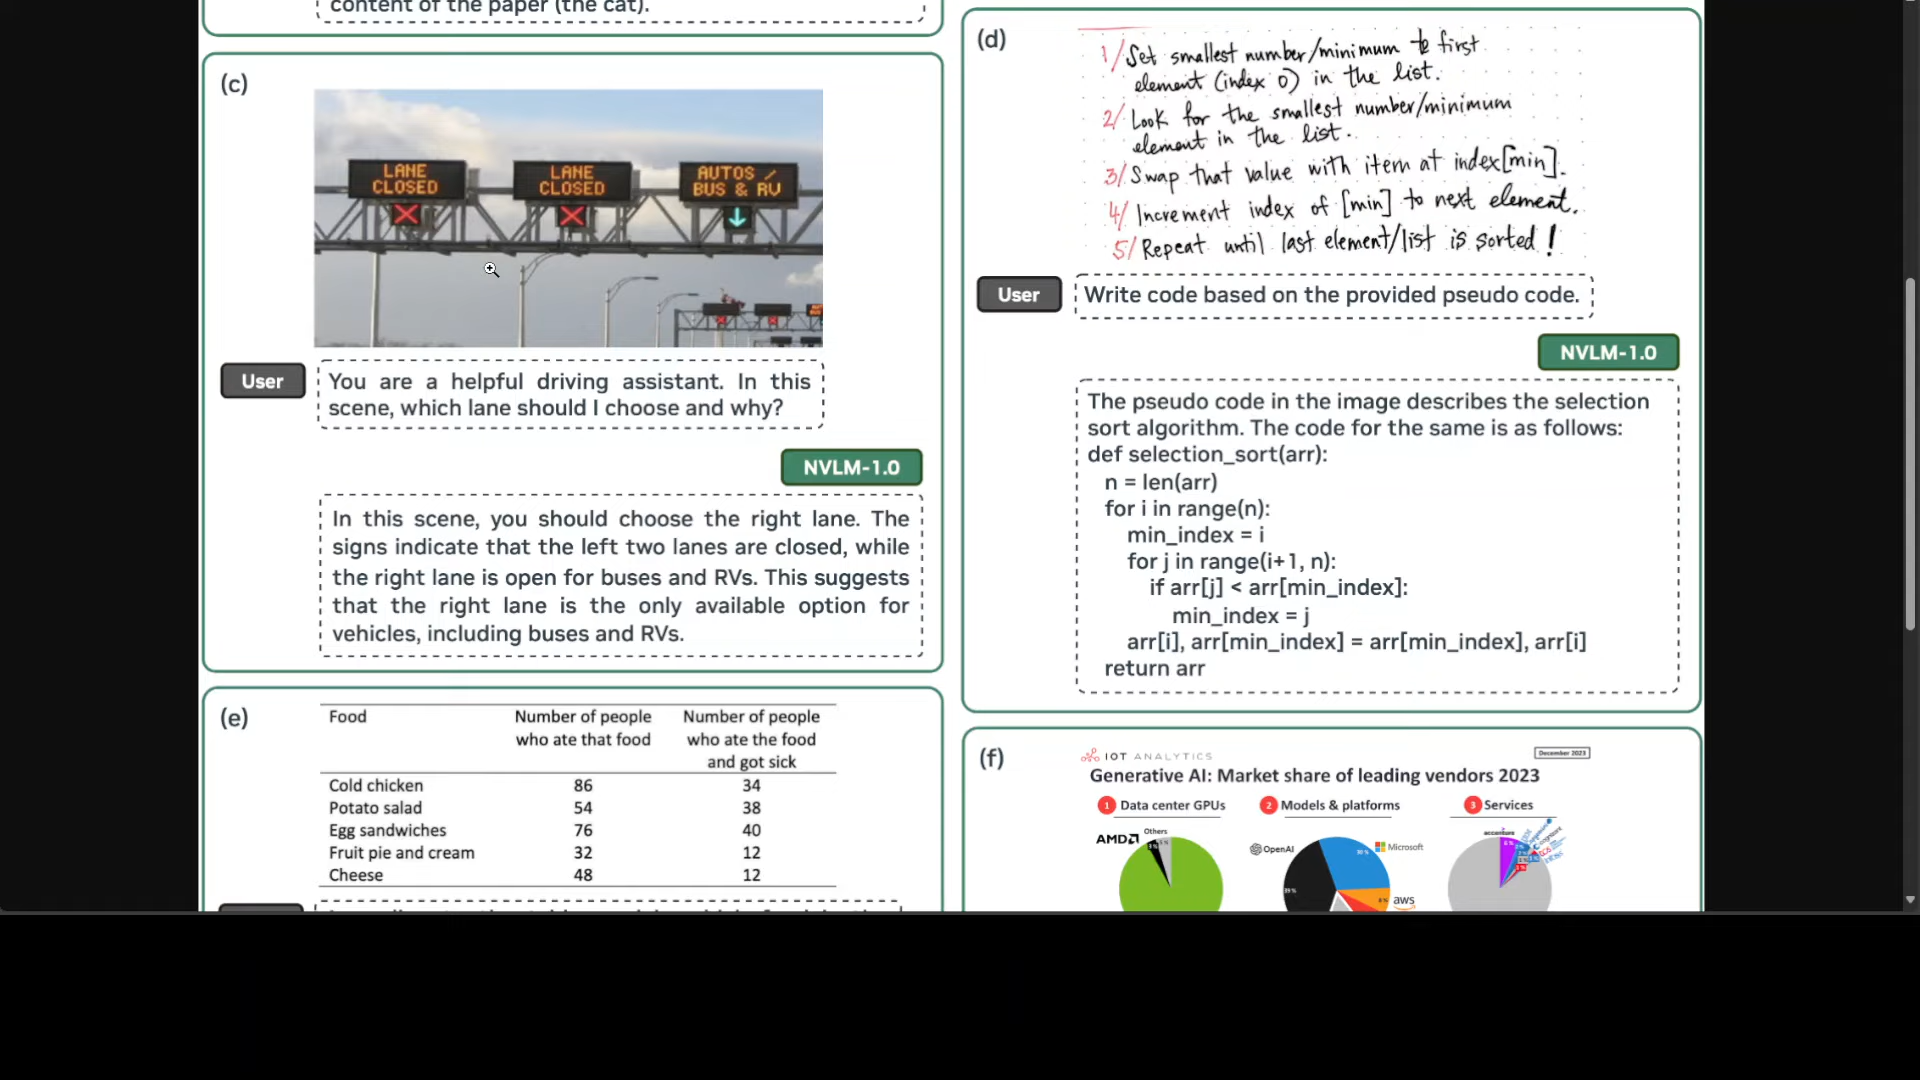 content of the paper (the cat).
(c)
LANE
CLOSED
LANE
CLOSED
AUTOS /
BUS & RV
User
You are a helpful driving assistant. In this
scene, which lane should I choose and why?
NVLM-1.0
In this scene, you should choose the right lane. The
signs indicate that the left two lanes are closed, while
the right lane is open for buses and RVs. This suggests
that the right lane is the only available option for
vehicles, including buses and RVs.
(d)
1/ Set smallest number/minimum to first
element (index 0) in the list.
2/ Look for the smallest number/minimum
element in the list.
3/ Swap that value with item at index[min].
4/ Increment index of [min] to next element.
5/ Repeat until last element/list is sorted!
User
Write code based on the provided pseudo code.
NVLM-1.0
The pseudo code in the image describes the selection
sort algorithm. The code for the same is as follows:
def selection_sort(arr):
n = len(arr)
for i in range(n):
min_index = i
for j in range(i+1, n):
if arr[j] < arr[min_index]:
min_index = j
arr[i], arr[min_index] = arr[min_index], arr[i]
return arr
(e)
Food Number of people Number of people
who ate that food who ate the food
and got sick
Cold chicken 86 34
Potato salad 54 38
Egg sandwiches 76 40
Fruit pie and cream 32 12
Cheese 48 12
(f)
IOT ANALYTICS
December 2023
Generative AI: Market share of leading vendors 2023
1 Data center GPUs 2 Models & platforms 3 Services
AMD Others
OpenAI Microsoft
aws
accenture